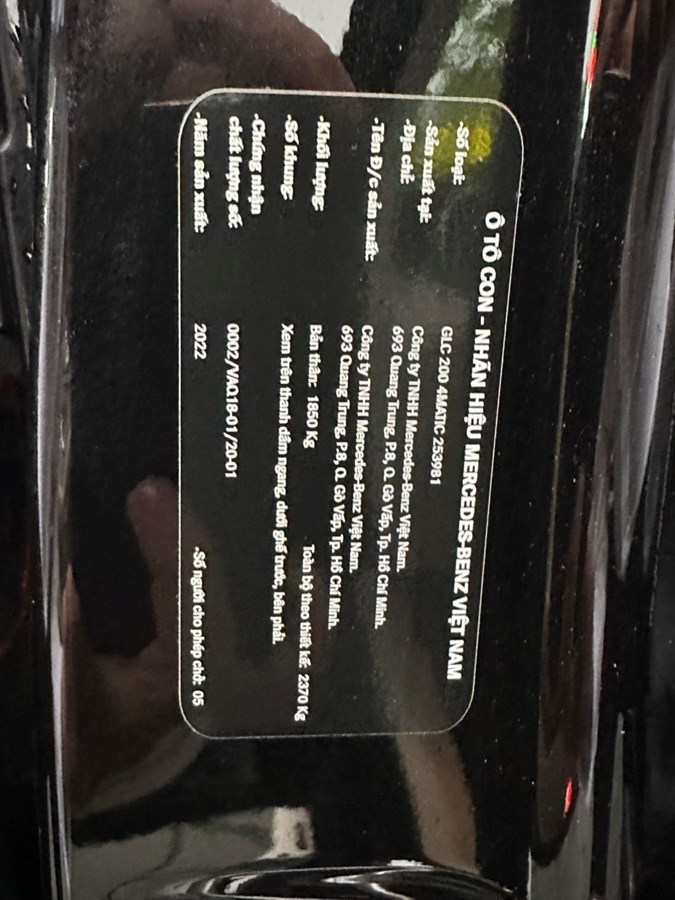 Ô TÔ CON - NHÃN HIỆU MERCEDES-BENZ VIỆT NAM
-Số loại: GLC 200 4MATIC 253981
-Sản xuất tại: Công ty TNHH Mercedes-Benz Việt Nam.
-Địa chỉ: 693 Quang Trung, P.8, Q. Gò Vấp, Tp. Hồ Chí Minh.
-Tên Đ/c sản xuất: Công ty TNHH Mercedes-Benz Việt Nam.
693 Quang Trung, P.8, Q. Gò Vấp, Tp. Hồ Chí Minh.
-Khối lượng: Bản thân: 1850 Kg Toàn bộ theo thiết kế: 2370 Kg
-Số khung: Xem trên thanh dầm ngang, dưới ghế trước, bên phải.
-Chứng nhận
chất lượng số: 0002/VAQ18-01/20-01
-Năm sản xuất: 2022 -Số người cho phép chở: 05